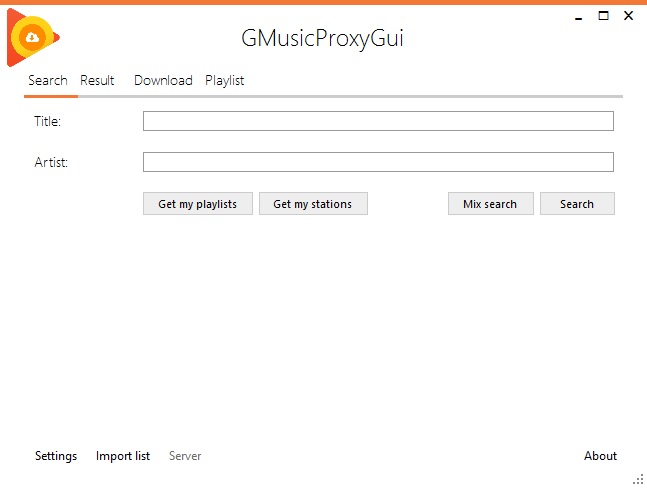 GMusicProxyGui
Search Result Download Playlist
Title:
Artist:
Get my playlists Get my stations Mix search Search
Settings Import list Server About